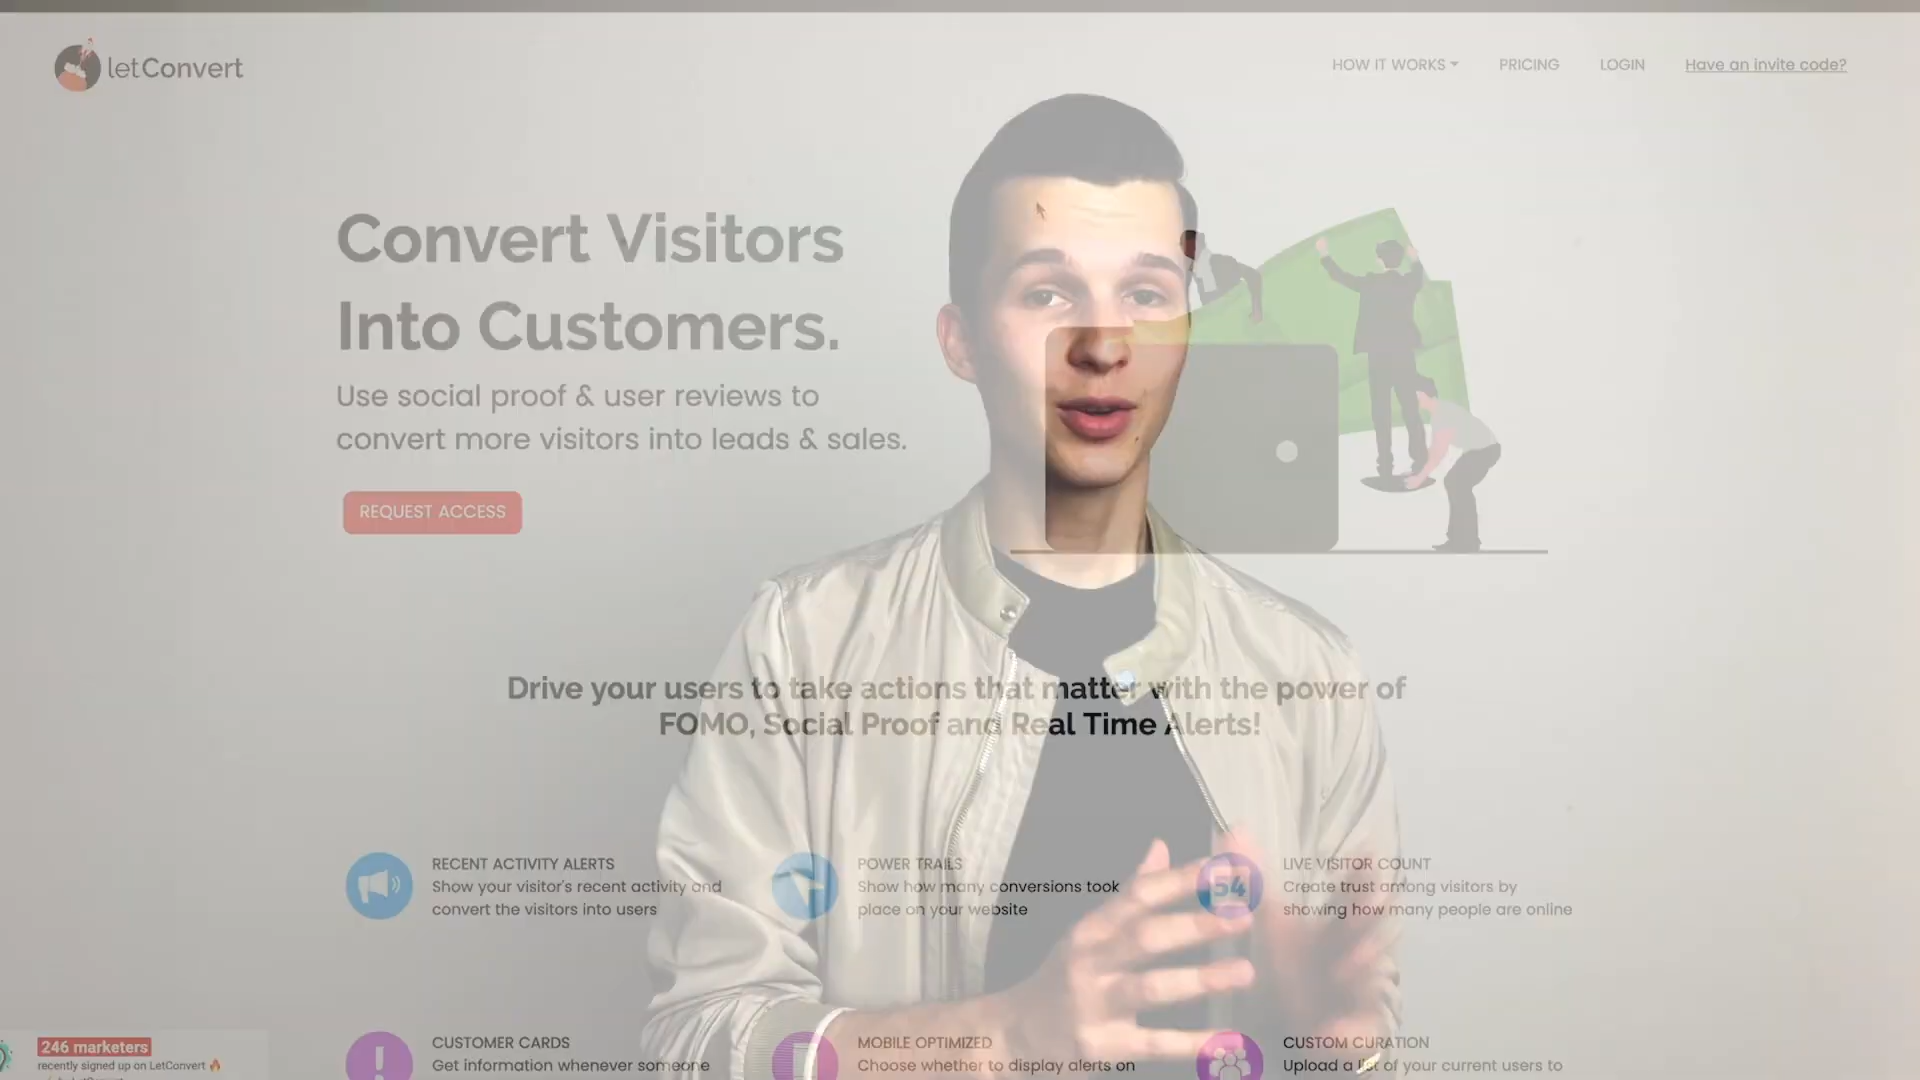 letConvert
HOW IT WORKS
PRICING
LOGIN
Have an invite code?
Convert Visitors
Into Customers.
Use social proof & user reviews to
convert more visitors into leads & sales.
REQUEST ACCESS
Drive your users to take actions that matter with the power of
FOMO, Social Proof and Real Time Alerts!
RECENT ACTIVITY ALERTS
Show your visitor's recent activity and
convert the visitors into users
POWER TRAILS
Show how many conversions took
place on your website
54
LIVE VISITOR COUNT
Create trust among visitors by
showing how many people are online
CUSTOMER CARDS
Get information whenever someone
MOBILE OPTIMIZED
Choose whether to display alerts on
CUSTOM CURATION
Upload a list of your current users to
246 marketers
recently signed up on LetConvert 🔥